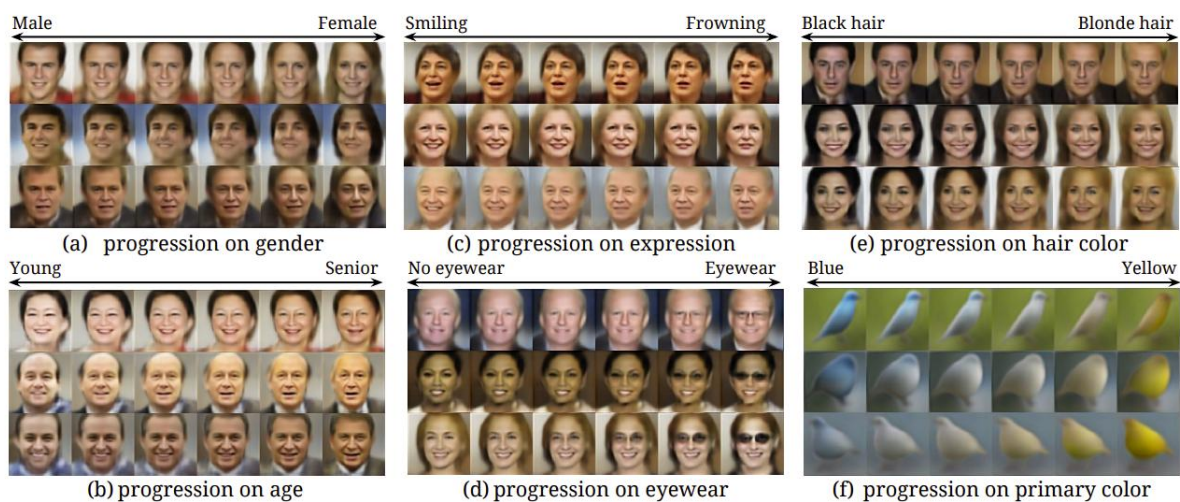 Male Female
Smiling Frowning
Black hair Blonde hair
(a) progression on gender
(c) progression on expression
(e) progression on hair color
Young Senior
No eyewear Eyewear
Blue Yellow
(b) progression on age
(d) progression on eyewear
(f) progression on primary color